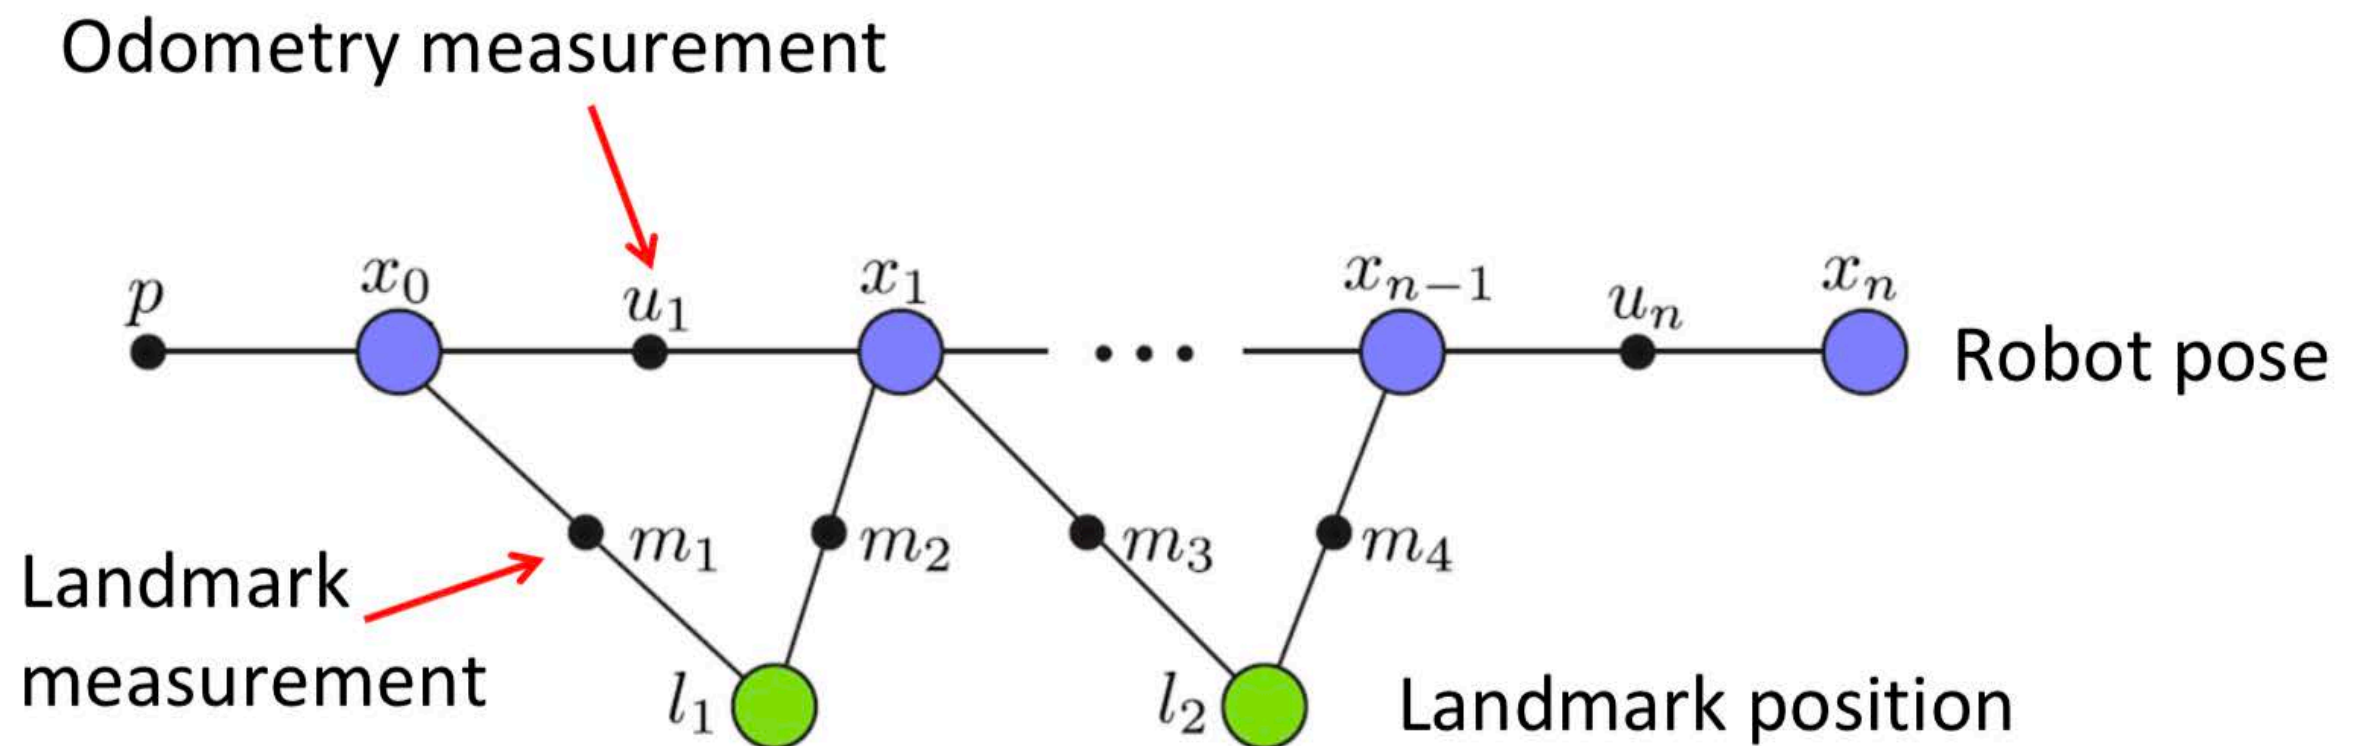 Odometry measurement
p
x₀
u₁
x₁
xₙ₋₁
uₙ
xₙ
Robot pose
m₁
m₂
m₃
m₄
Landmark
measurement
l₁
l₂
Landmark position